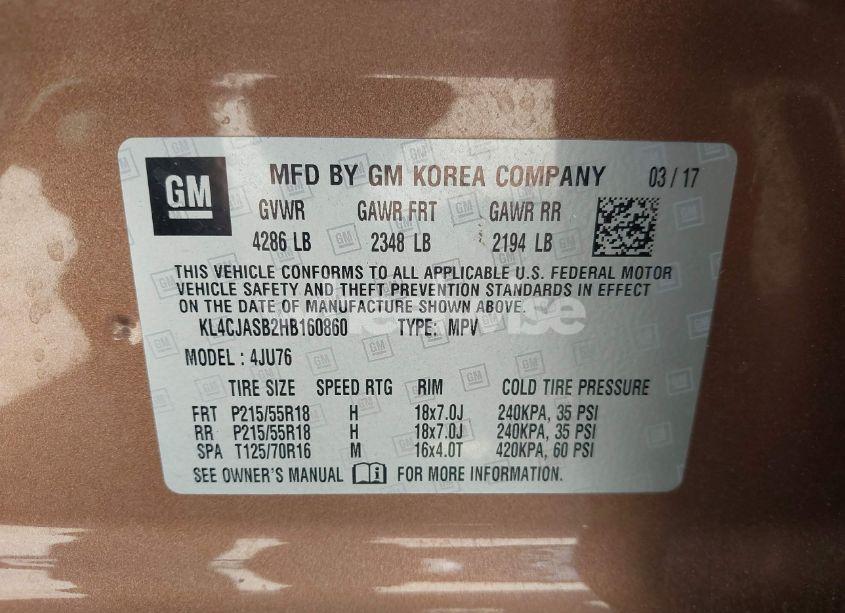 GM MFD BY GM KOREA COMPANY 03/17
GVWR GAWR FRT GAWR RR
4286 LB 2348 LB 2194 LB
THIS VEHICLE CONFORMS TO ALL APPLICABLE U.S. FEDERAL MOTOR
VEHICLE SAFETY AND THEFT PREVENTION STANDARDS IN EFFECT
ON THE DATE OF MANUFACTURE SHOWN ABOVE.
KL4CJASB2HB160860 TYPE: MPV
MODEL : 4JU76
TIRE SIZE SPEED RTG RIM COLD TIRE PRESSURE
FRT P215/55R18 H 18x7.0J 240KPA, 35 PSI
RR P215/55R18 H 18x7.0J 240KPA, 35 PSI
SPA T125/70R16 M 16x4.0T 420KPA, 60 PSI
SEE OWNER'S MANUAL FOR MORE INFORMATION.